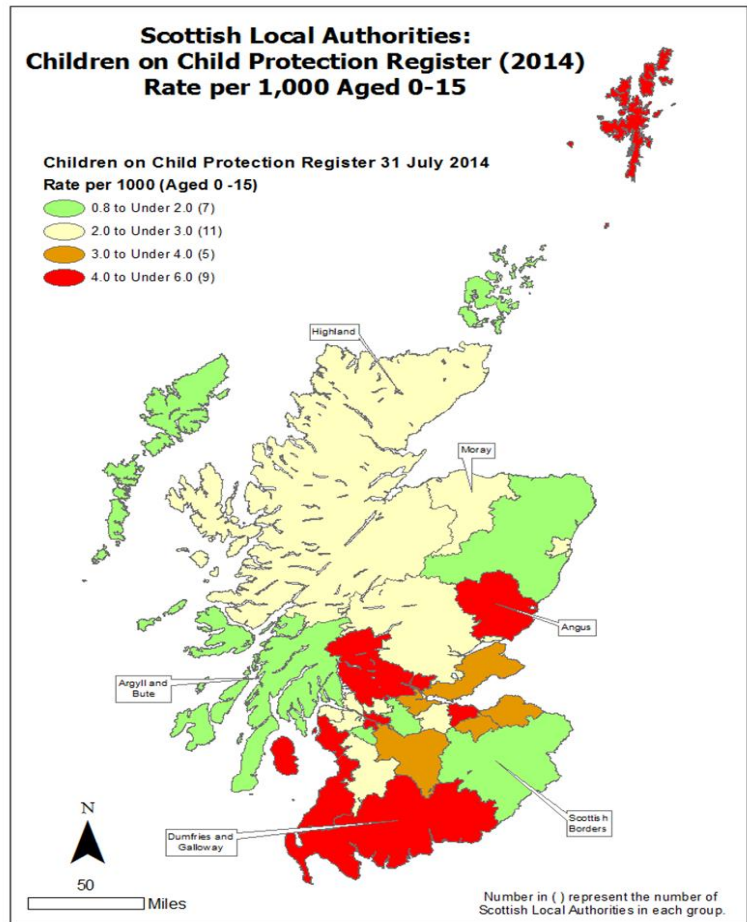 Scottish Local Authorities:
Children on Child Protection Register (2014)
Rate per 1,000 Aged 0-15
Children on Child Protection Register 31 July 2014
Rate per 1000 (Aged 0 -15)
0.8 to Under 2.0 (7)
2.0 to Under 3.0 (11)
3.0 to Under 4.0 (5)
4.0 to Under 6.0 (9)
Highland
Moray
Angus
Argyll and
Bute
Scottish
Borders
Dumfries and
Galloway
N
50
Miles
Number in ( ) represent the number of
Scottish Local Authorities in each group.